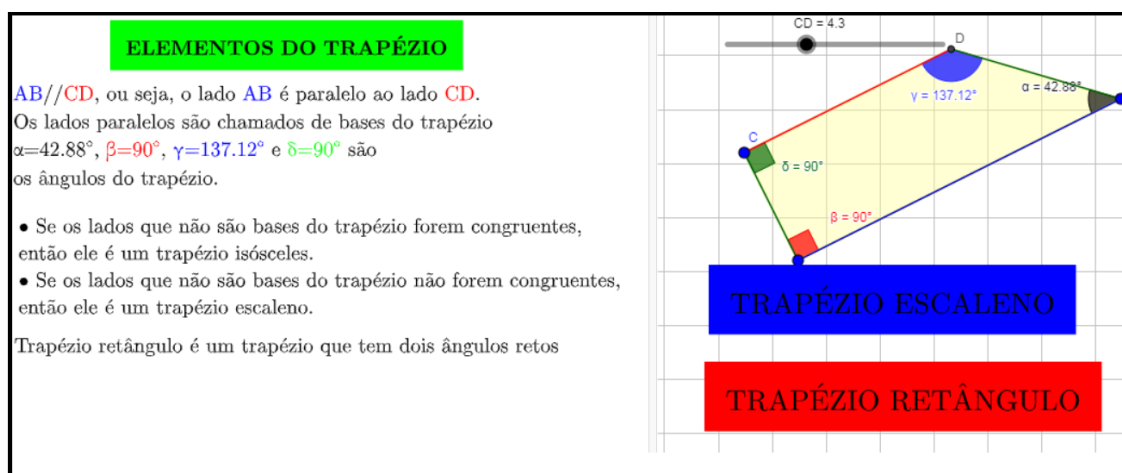 ELEMENTOS DO TRAPÉZIO
AB//CD, ou seja, o lado AB é paralelo ao lado CD.
Os lados paralelos são chamados de bases do trapézio
α=42.88°, β=90°, γ=137.12° e δ=90° são
os ângulos do trapézio.
• Se os lados que não são bases do trapézio forem congruentes,
então ele é um trapézio isósceles.
• Se os lados que não são bases do trapézio não forem congruentes,
então ele é um trapézio escaleno.
Trapézio retângulo é um trapézio que tem dois ângulos retos
CD = 4.3
D
γ = 137.12°
α = 42.88°
C
δ = 90°
β = 90°
TRAPÉZIO ESCALENO
TRAPÉZIO RETÂNGULO